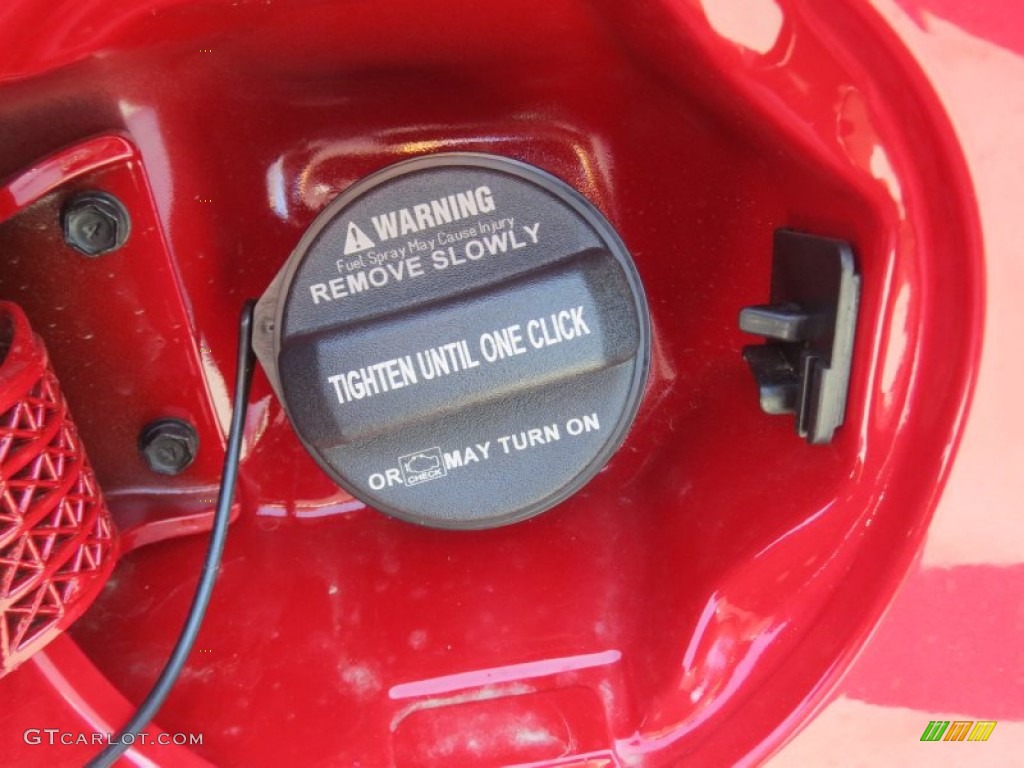 WARNING
Fuel Spray May Cause Injury
REMOVE SLOWLY
TIGHTEN UNTIL ONE CLICK
OR CHECK MAY TURN ON
GTCARLOT.COM